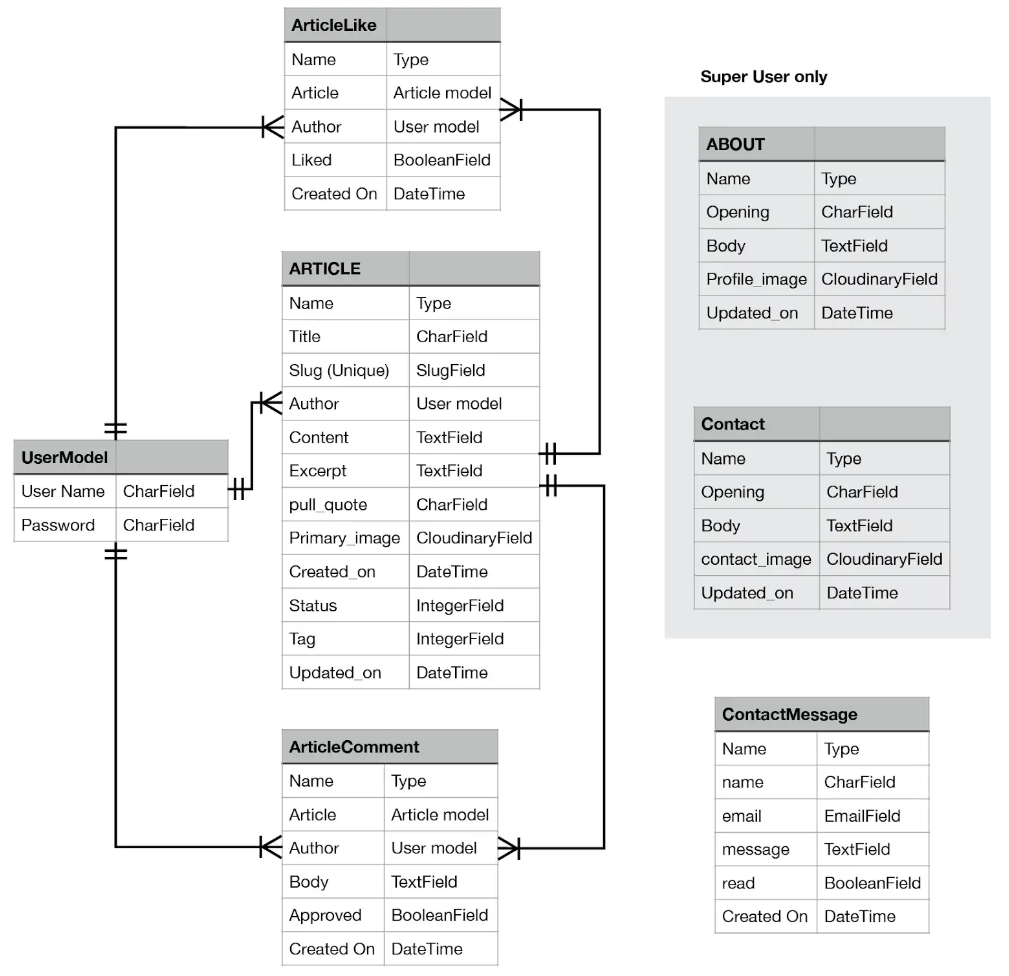 ArticleLike
Name Type
Article Article model
Author User model
Liked BooleanField
Created On DateTime
ARTICLE
Name Type
Title CharField
Slug (Unique) SlugField
Author User model
Content TextField
Excerpt TextField
pull_quote CharField
Primary_image CloudinaryField
Created_on DateTime
Status IntegerField
Tag IntegerField
Updated_on DateTime
UserModel
User Name CharField
Password CharField
ArticleComment
Name Type
Article Article model
Author User model
Body TextField
Approved BooleanField
Created On DateTime
Super User only
ABOUT
Name Type
Opening CharField
Body TextField
Profile_image CloudinaryField
Updated_on DateTime
Contact
Name Type
Opening CharField
Body TextField
contact_image CloudinaryField
Updated_on DateTime
ContactMessage
Name Type
name CharField
email EmailField
message TextField
read BooleanField
Created On DateTime